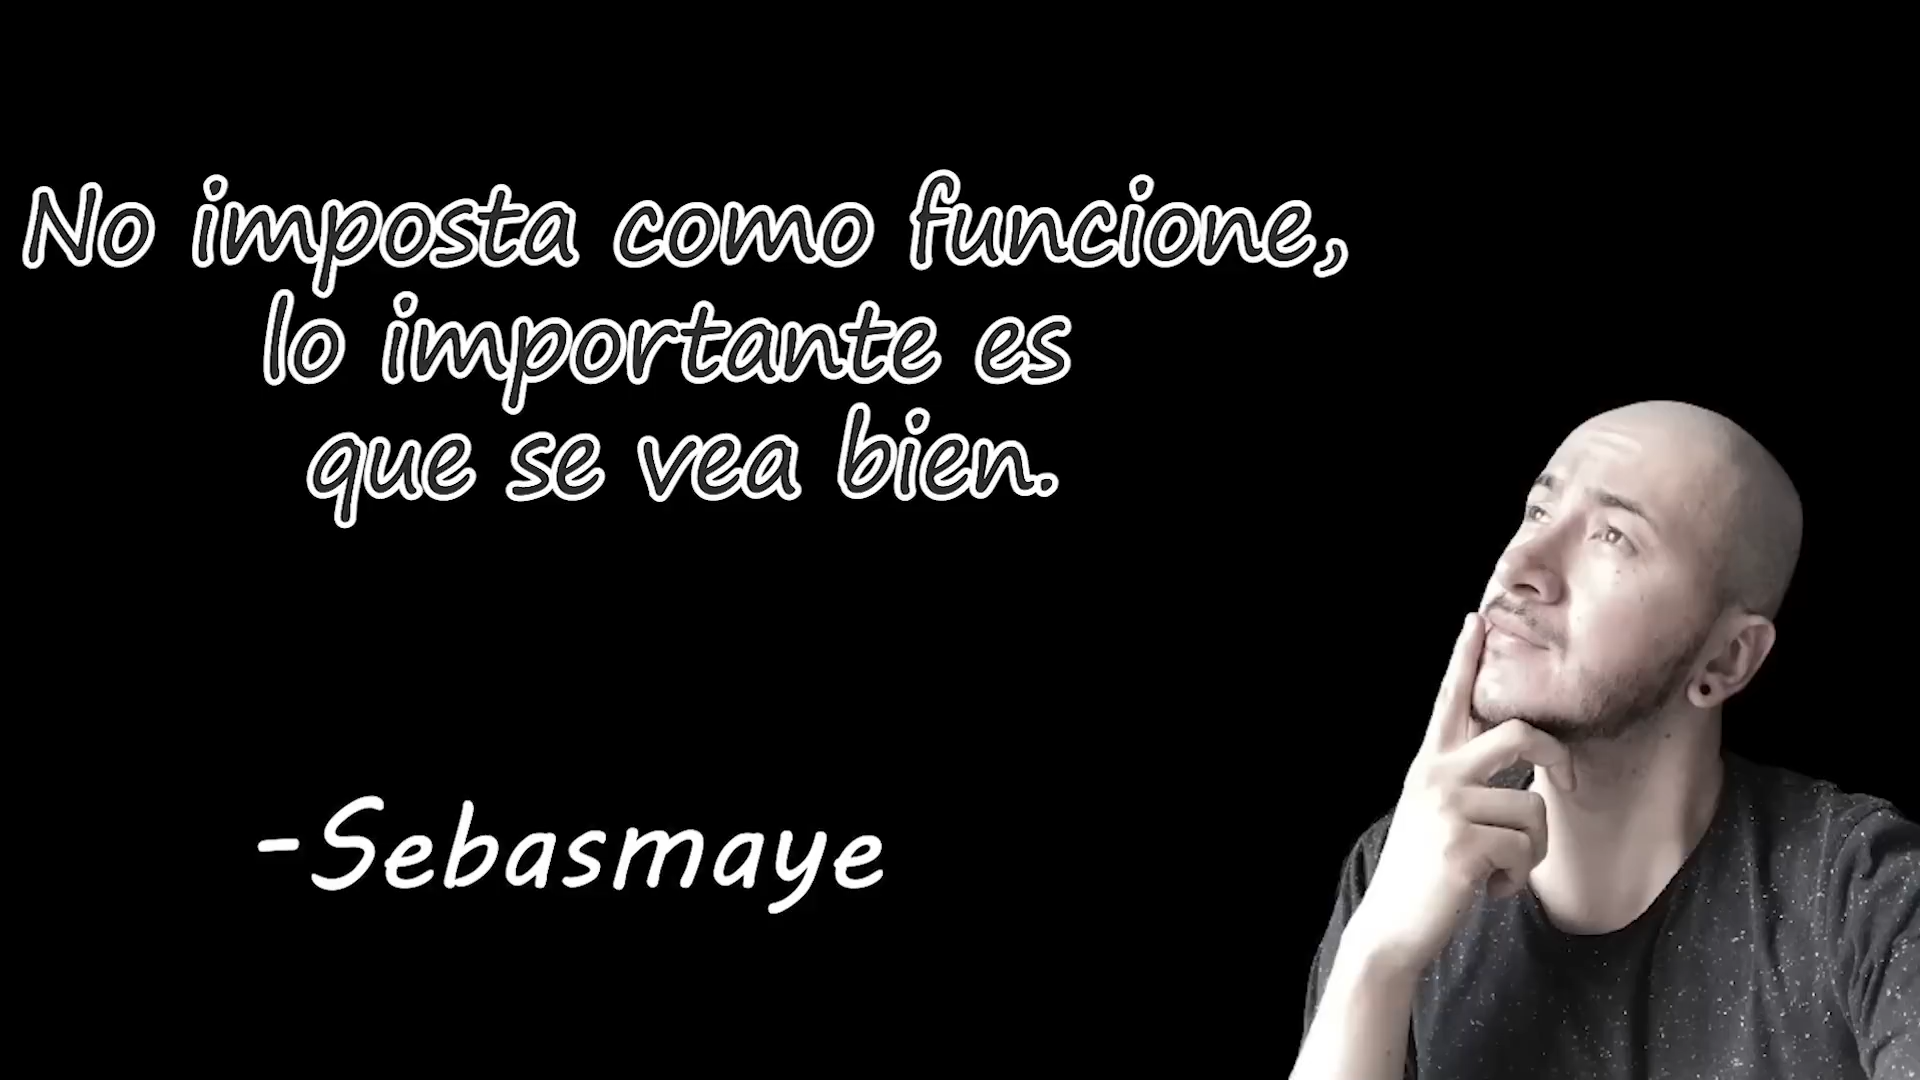 No imposta como funcione,
lo importante es
que se vea bien.
-Sebasmaye